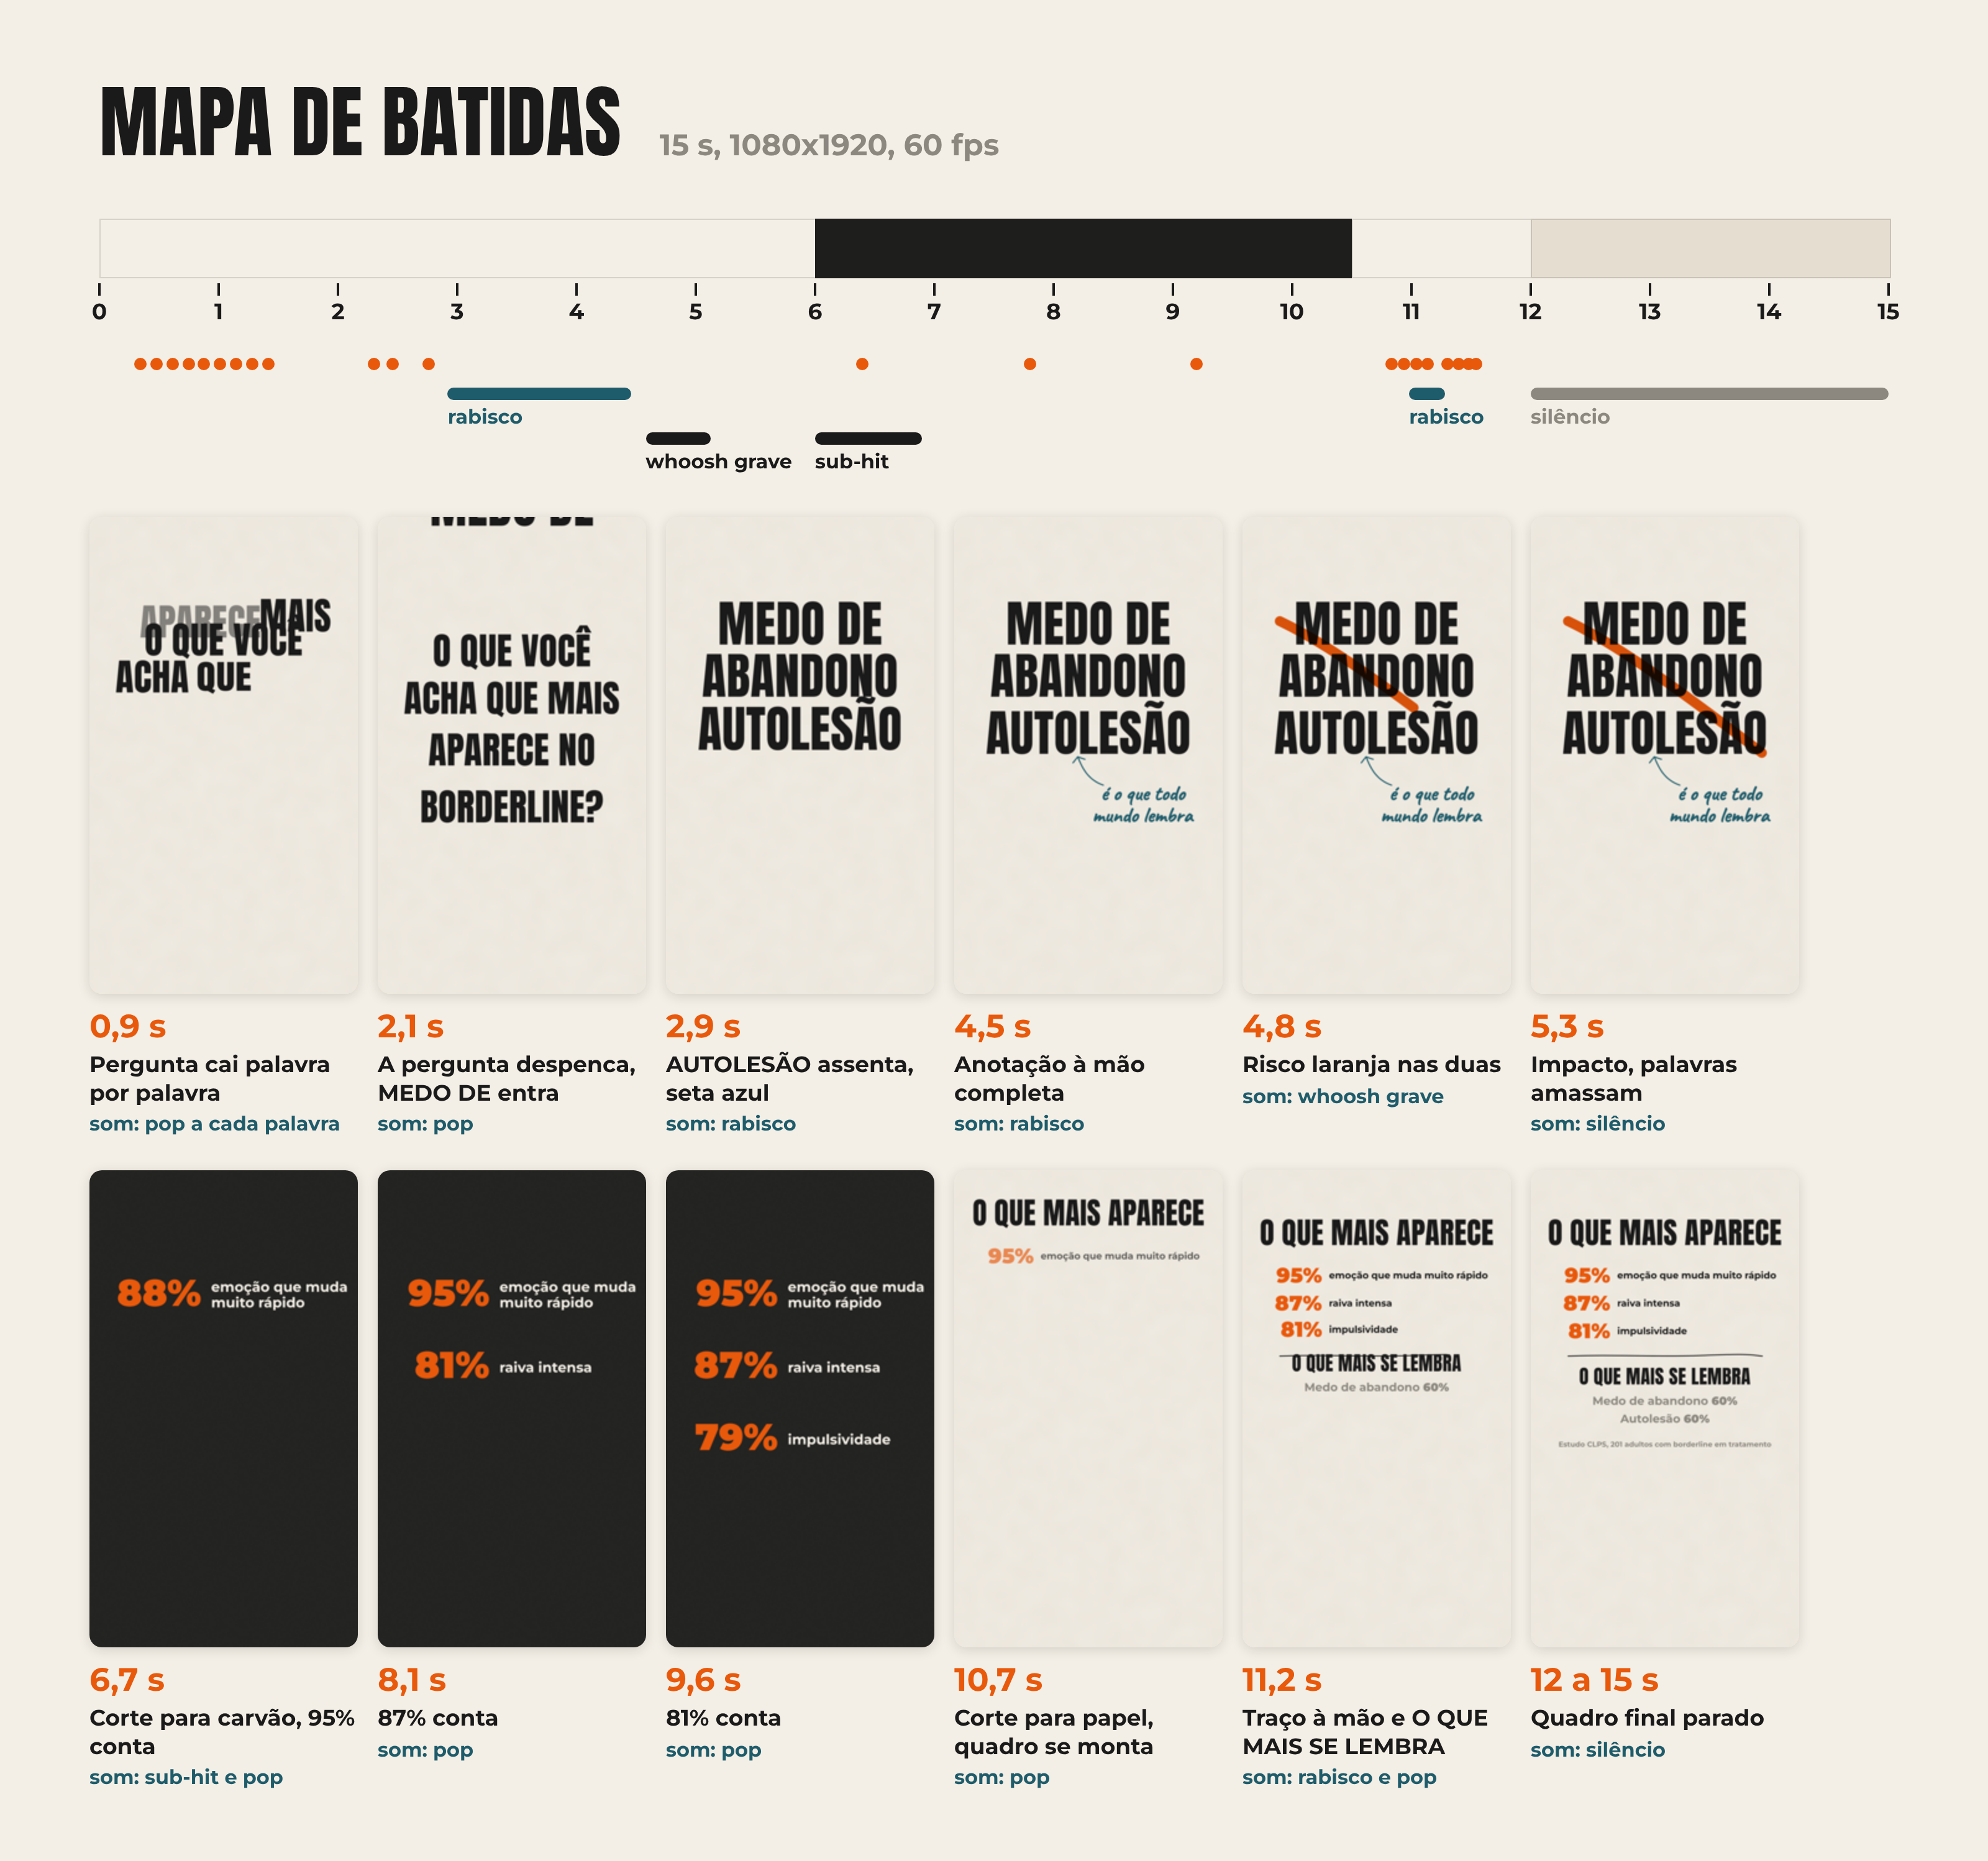 MAPA DE BATIDAS
15 s, 1080x1920, 60 fps
0 1 2 3 4 5 6 7 8 9 10 11 12 13 14 15
rabisco
rabisco
silêncio
whoosh grave
sub-hit
APARECE MAIS
O QUE VOCÊ
ACHA QUE
0,9 s
Pergunta cai palavra
por palavra
som: pop a cada palavra
MEDO DE
O QUE VOCÊ
ACHA QUE MAIS
APARECE NO
BORDERLINE?
2,1 s
A pergunta despenca,
MEDO DE entra
som: pop
MEDO DE
ABANDONO
AUTOLESÃO
2,9 s
AUTOLESÃO assenta,
seta azul
som: rabisco
MEDO DE
ABANDONO
AUTOLESÃO
é o que todo
mundo lembra
4,5 s
Anotação à mão
completa
som: rabisco
MEDO DE
ABANDONO
AUTOLESÃO
é o que todo
mundo lembra
4,8 s
Risco laranja nas duas
som: whoosh grave
MEDO DE
ABANDONO
AUTOLESÃO
é o que todo
mundo lembra
5,3 s
Impacto, palavras
amassam
som: silêncio
88% emoção que muda
muito rápido
6,7 s
Corte para carvão, 95%
conta
som: sub-hit e pop
95% emoção que muda
muito rápido
81% raiva intensa
8,1 s
87% conta
som: pop
95% emoção que muda
muito rápido
87% raiva intensa
79% impulsividade
9,6 s
81% conta
som: pop
O QUE MAIS APARECE
95% emoção que muda muito rápido
10,7 s
Corte para papel,
quadro se monta
som: pop
O QUE MAIS APARECE
95% emoção que muda muito rápido
87% raiva intensa
81% impulsividade
O QUE MAIS SE LEMBRA
Medo de abandono 60%
11,2 s
Traço à mão e O QUE
MAIS SE LEMBRA
som: rabisco e pop
O QUE MAIS APARECE
95% emoção que muda muito rápido
87% raiva intensa
81% impulsividade
O QUE MAIS SE LEMBRA
Medo de abandono 60%
Autolesão 60%
Estudo CLPS, 201 adultos com borderline em tratamento
12 a 15 s
Quadro final parado
som: silêncio